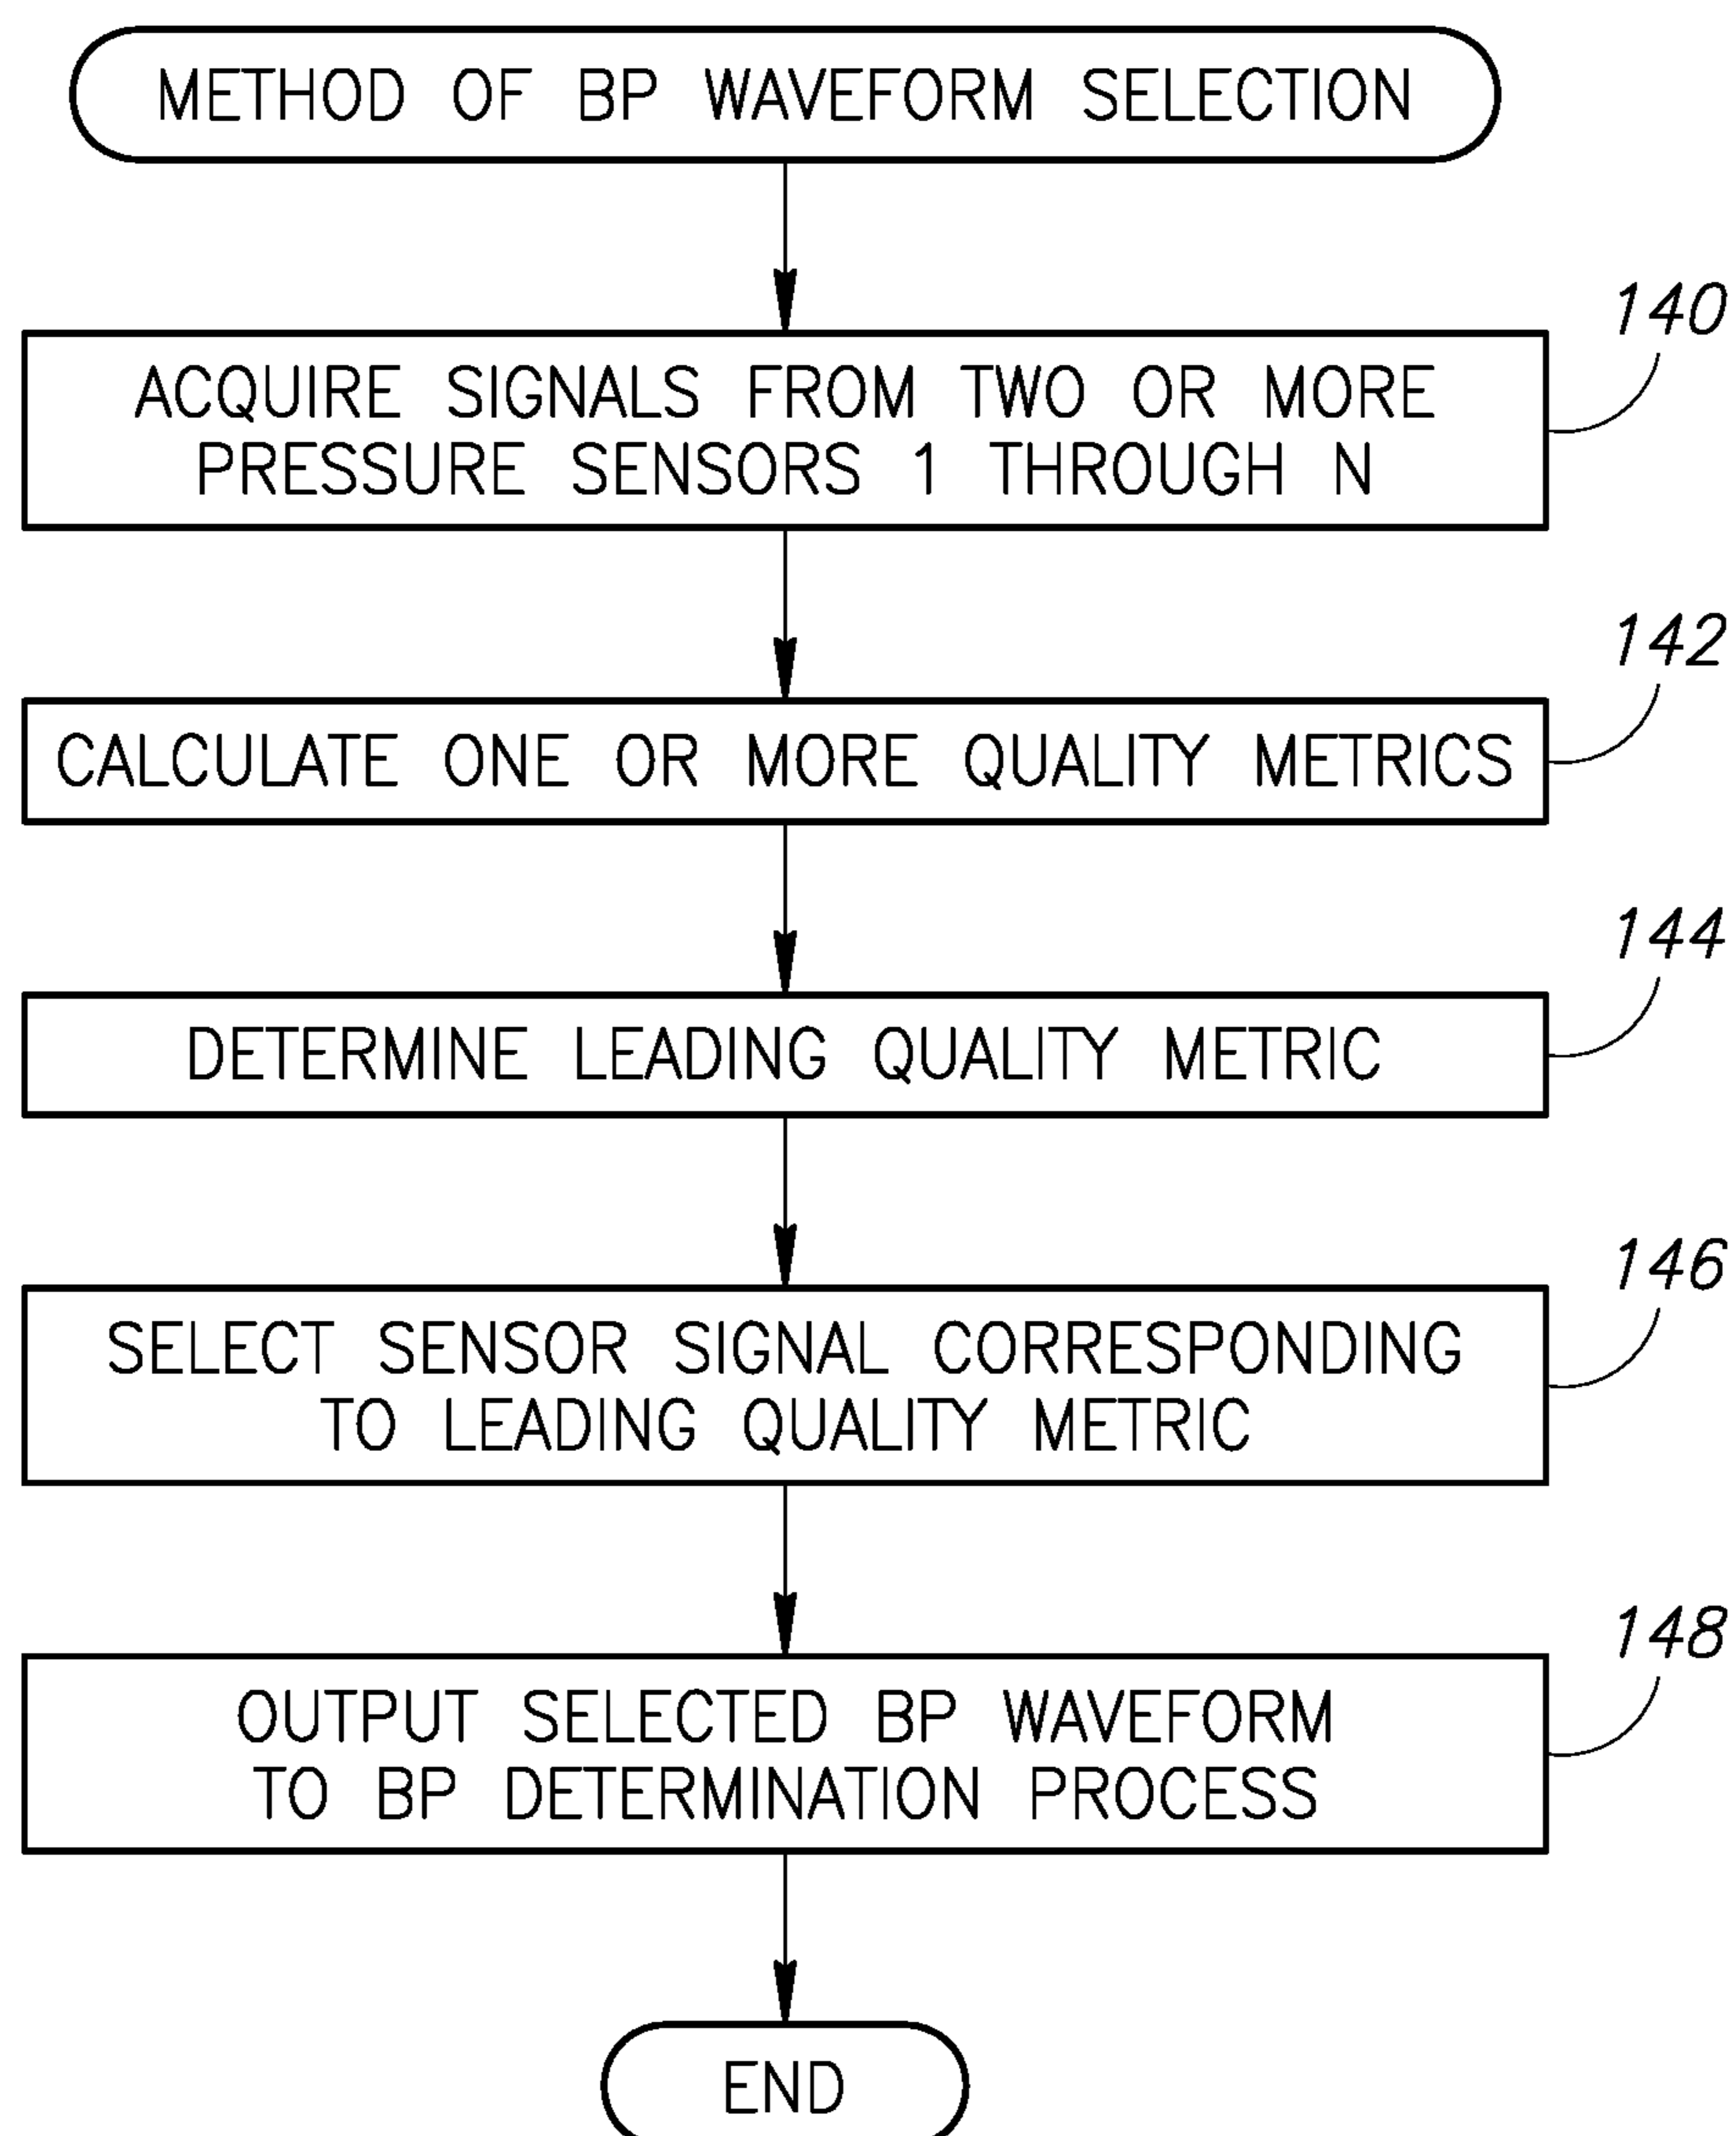 METHOD OF BP WAVEFORM SELECTION
140
ACQUIRE SIGNALS FROM TWO OR MORE
PRESSURE SENSORS 1 THROUGH N
142
CALCULATE ONE OR MORE QUALITY METRICS
144
DETERMINE LEADING QUALITY METRIC
146
SELECT SENSOR SIGNAL CORRESPONDING
TO LEADING QUALITY METRIC
148
OUTPUT SELECTED BP WAVEFORM
TO BP DETERMINATION PROCESS
END